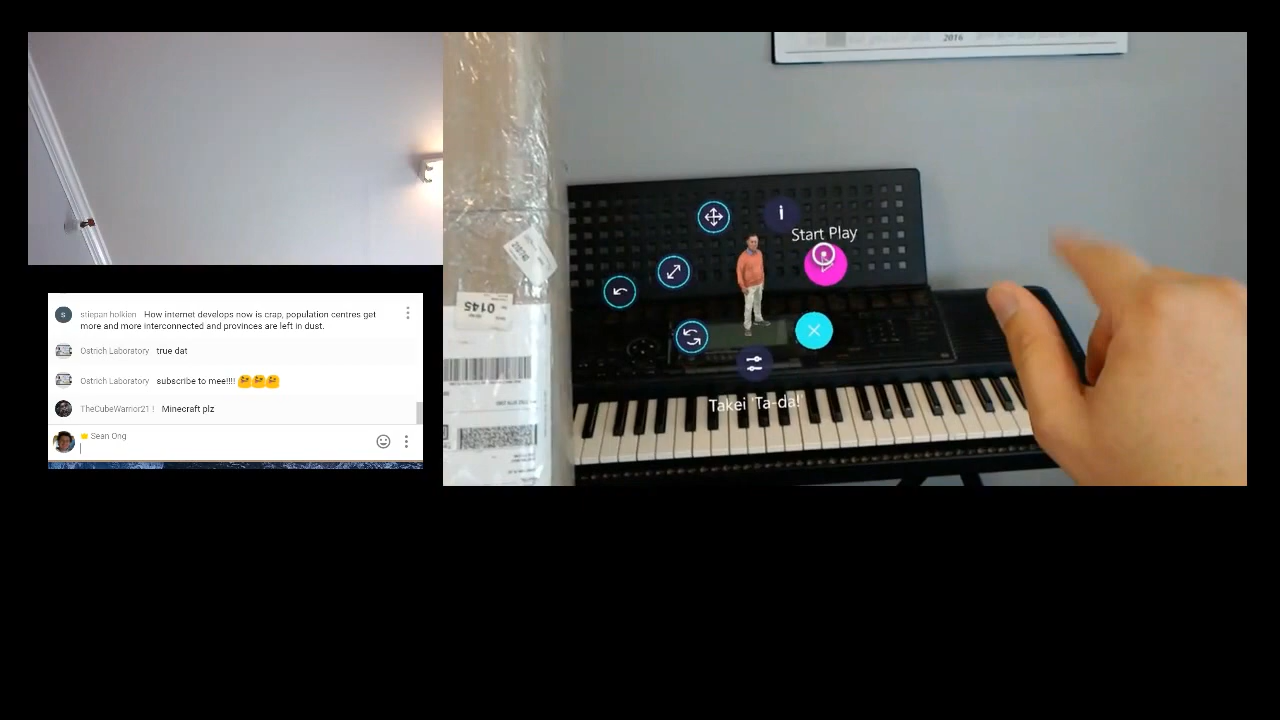 stiepan holkien How internet develops now is crap, population centres get
more and more interconnected and provinces are left in dust.
Ostrich Laboratory true dat
Ostrich Laboratory subscribe to mee!!!!
TheCubeWarrior21 ! Minecraft plz
Sean Ong
2016
Start Play
Takei 'Ta-da!'
0145